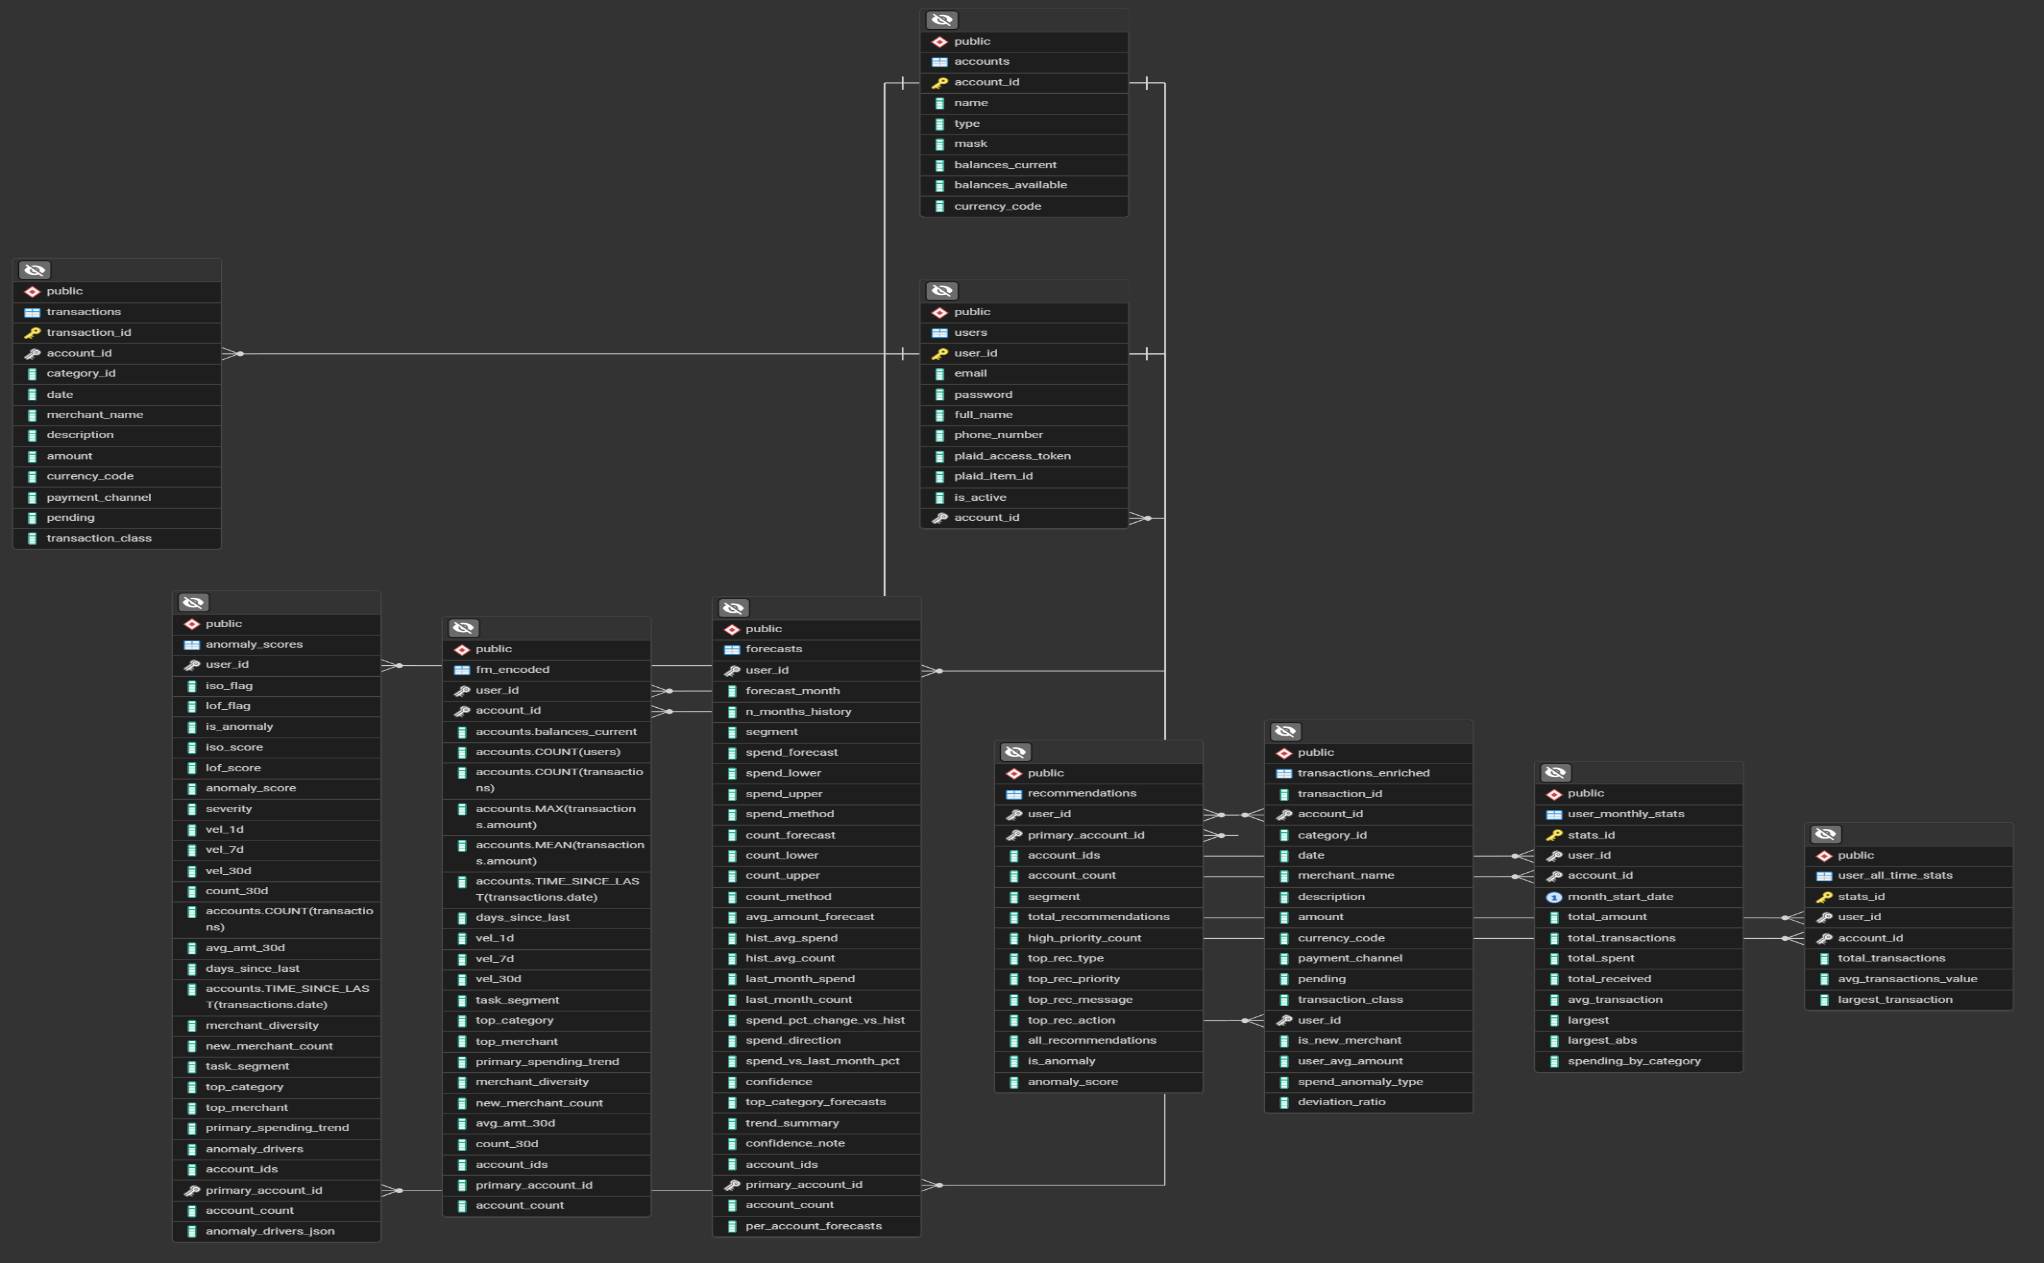 public
accounts
account_id
name
type
mask
balances_current
balances_available
currency_code
public
transactions
transaction_id
account_id
category_id
date
merchant_name
description
amount
currency_code
payment_channel
pending
transaction_class
public
users
user_id
email
password
full_name
phone_number
plaid_access_token
plaid_item_id
is_active
account_id
public
anomaly_scores
user_id
iso_flag
lof_flag
is_anomaly
iso_score
lof_score
anomaly_score
severity
vel_1d
vel_7d
vel_30d
count_30d
accounts.COUNT(transactio
ns)
avg_amt_30d
days_since_last
accounts.TIME_SINCE_LAS
T(transactions.date)
merchant_diversity
new_merchant_count
task_segment
top_category
top_merchant
primary_spending_trend
anomaly_drivers
account_ids
primary_account_id
account_count
anomaly_drivers_json
public
fm_encoded
user_id
account_id
accounts.balances_current
accounts.COUNT(users)
accounts.COUNT(transactio
ns)
accounts.MAX(transaction
s.amount)
accounts.MEAN(transaction
s.amount)
accounts.TIME_SINCE_LAS
T(transactions.date)
days_since_last
vel_1d
vel_7d
vel_30d
task_segment
top_category
top_merchant
primary_spending_trend
merchant_diversity
new_merchant_count
avg_amt_30d
count_30d
account_ids
primary_account_id
account_count
public
forecasts
user_id
forecast_month
n_months_history
segment
spend_forecast
spend_lower
spend_upper
spend_method
count_forecast
count_lower
count_upper
count_method
avg_amount_forecast
hist_avg_spend
hist_avg_count
last_month_spend
last_month_count
spend_pct_change_vs_hist
spend_direction
spend_vs_last_month_pct
confidence
top_category_forecasts
trend_summary
confidence_note
account_ids
primary_account_id
account_count
per_account_forecasts
public
recommendations
user_id
primary_account_id
account_ids
account_count
segment
total_recommendations
high_priority_count
top_rec_type
top_rec_priority
top_rec_message
top_rec_action
all_recommendations
is_anomaly
anomaly_score
public
transactions_enriched
transaction_id
account_id
category_id
date
merchant_name
description
amount
currency_code
payment_channel
pending
transaction_class
user_id
is_new_merchant
user_avg_amount
spend_anomaly_type
deviation_ratio
public
user_monthly_stats
stats_id
user_id
account_id
month_start_date
total_amount
total_transactions
total_spent
total_received
avg_transaction
largest
largest_abs
spending_by_category
public
user_all_time_stats
stats_id
user_id
account_id
total_transactions
avg_transactions_value
largest_transaction